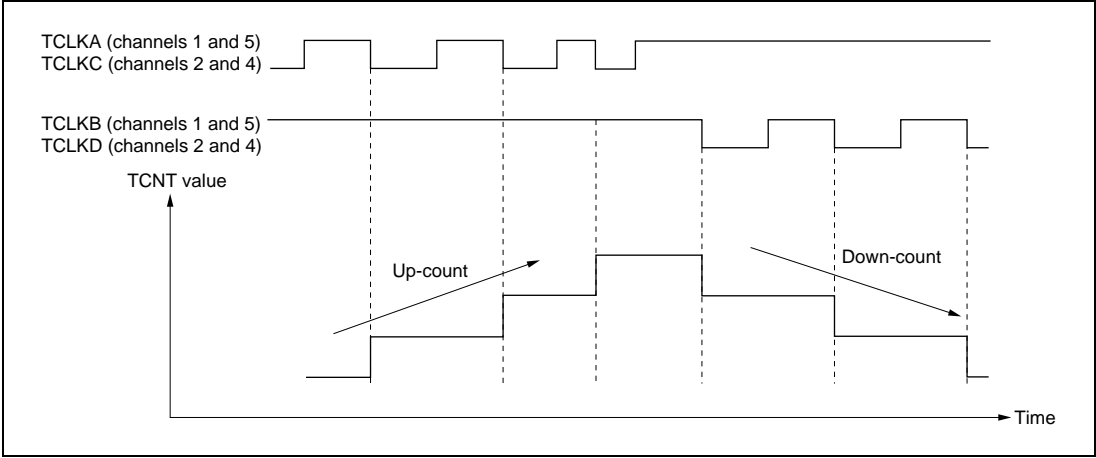 TCLKA (channels 1 and 5)
TCLKC (channels 2 and 4)
TCLKB (channels 1 and 5)
TCLKD (channels 2 and 4)
TCNT value
Up-count
Down-count
Time